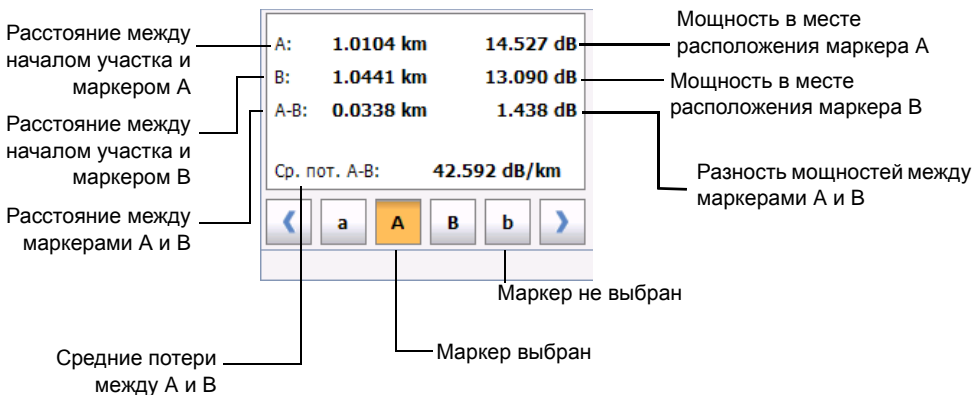 Расстояние между
началом участка и
маркером А
Расстояние между
началом участка и
маркером В
Расстояние между
маркерами А и В
Средние потери
между А и В
A: 1.0104 km 14.527 dB
B: 1.0441 km 13.090 dB
A-B: 0.0338 km 1.438 dB
Ср. пот. A-B: 42.592 dB/km
a A B b
Мощность в месте
расположения маркера А
Мощность в месте
расположения маркера В
Разность мощностей между
маркерами А и В
Маркер не выбран
Маркер выбран